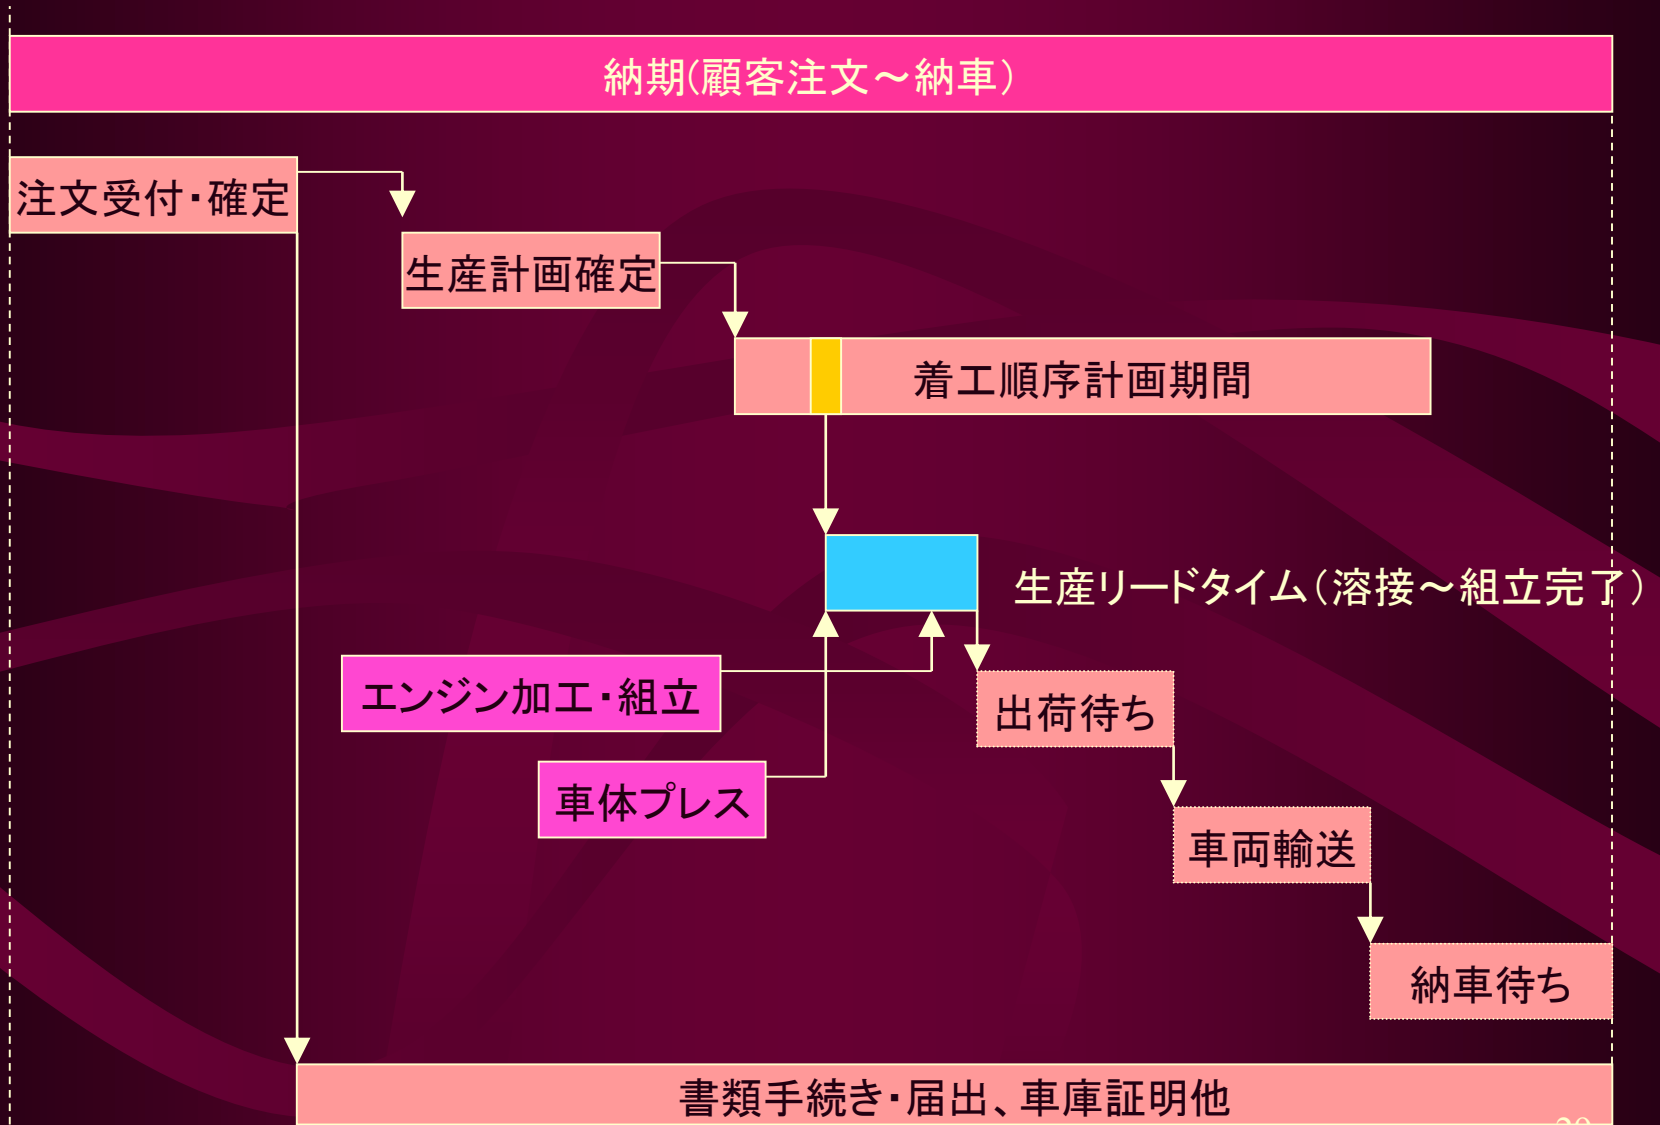 納期(顧客注文～納車)
注文受付・確定
生産計画確定
着工順序計画期間
生産リードタイム(溶接～組立完了)
エンジン加工・組立
出荷待ち
車体プレス
車両輸送
納車待ち
書類手続き・届出、車庫証明他